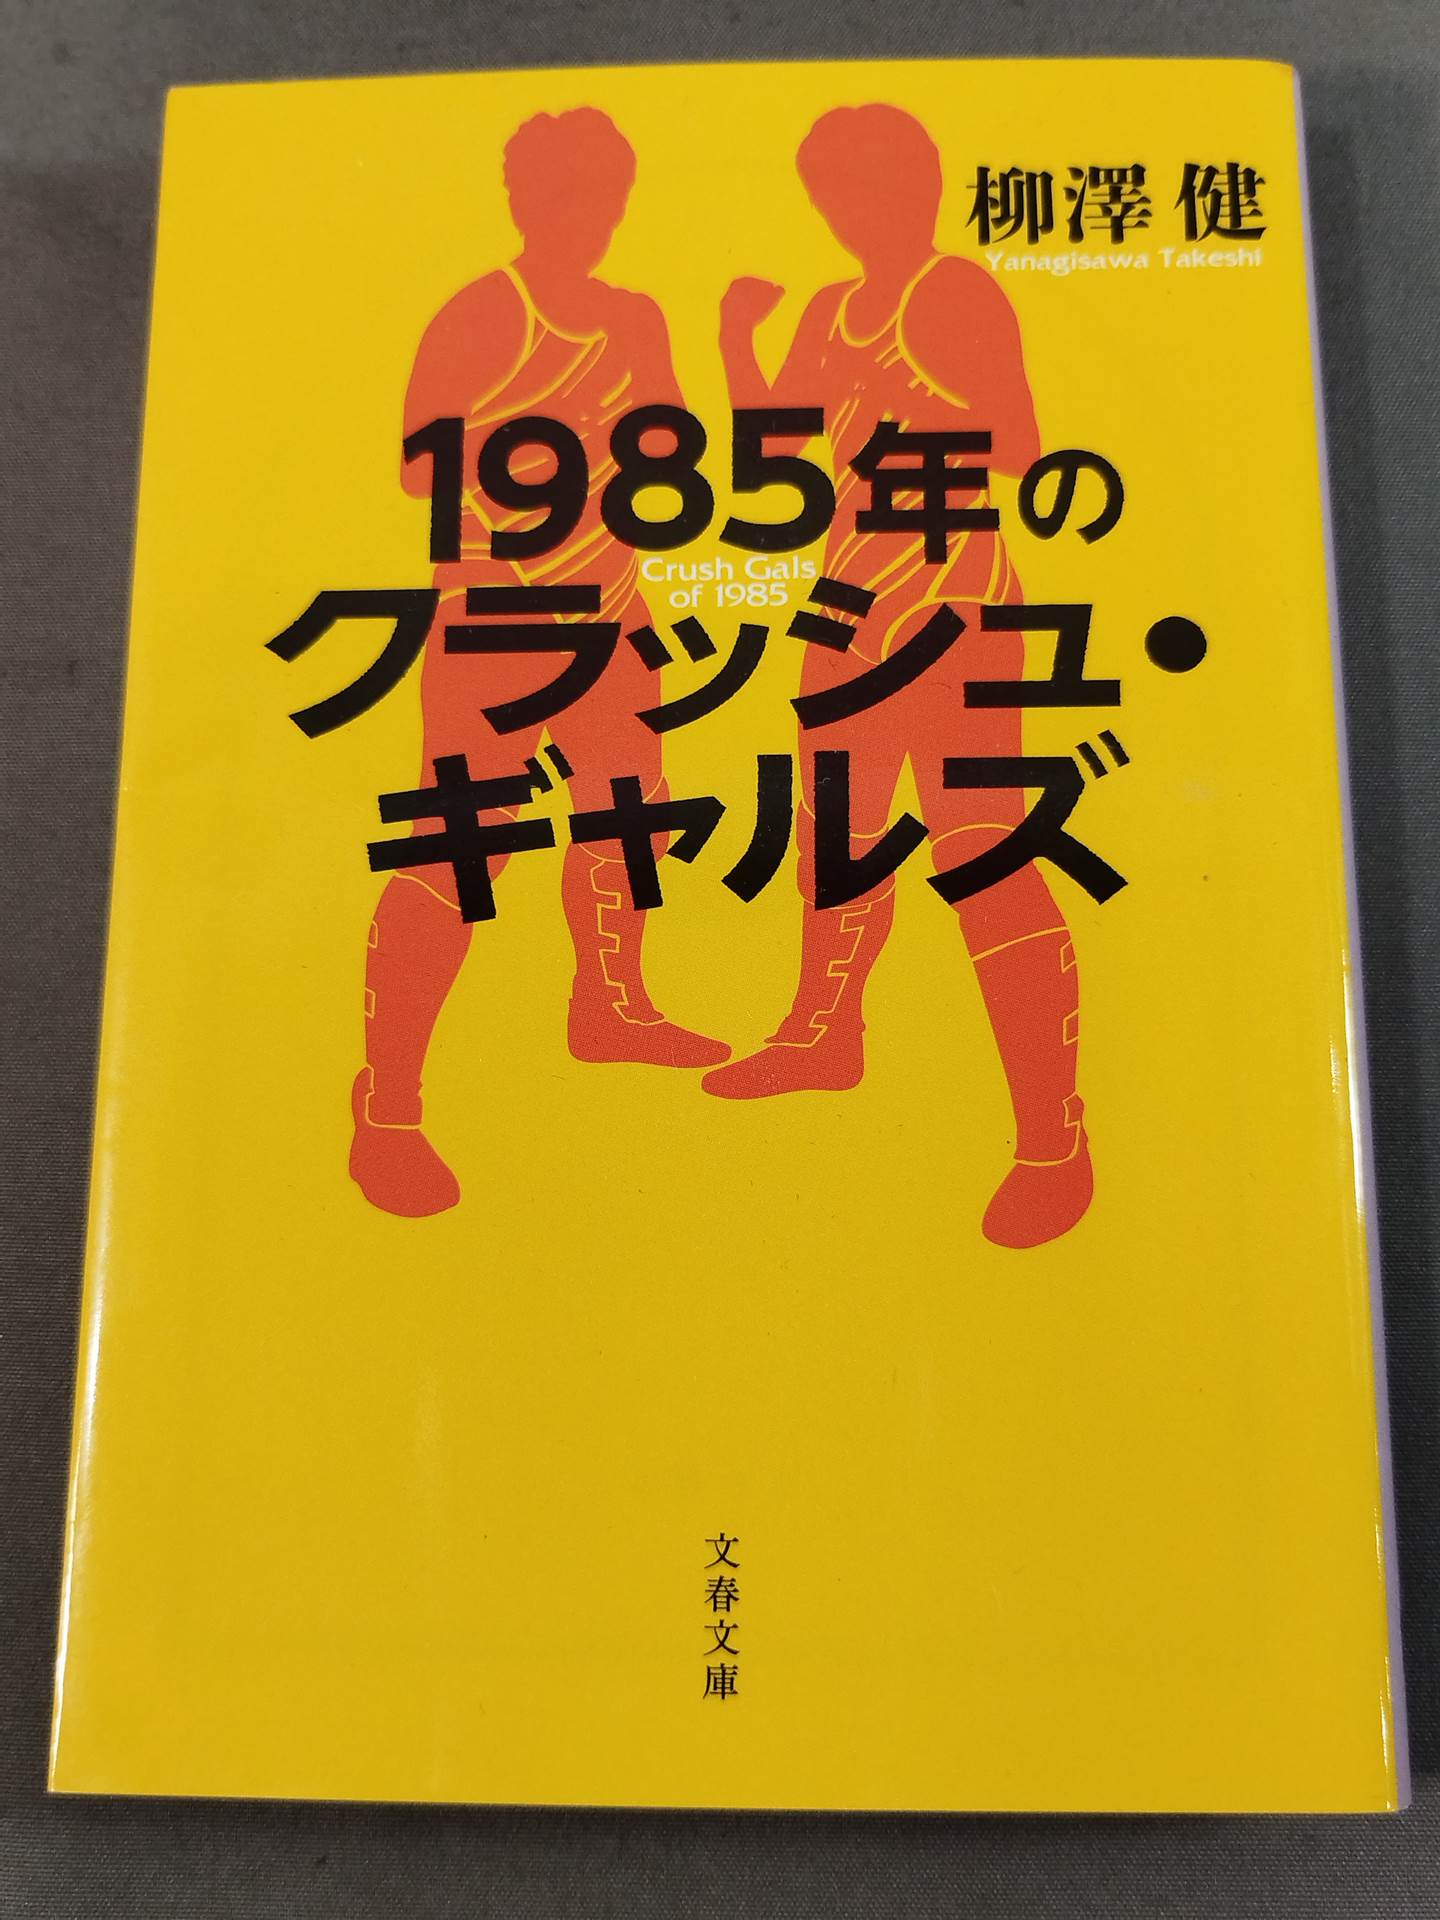 柳澤 健
Yanagisawa Takeshi
1985年の
Crush Gals
of 1985
クラッシュ・
ギャルズ
文春文庫